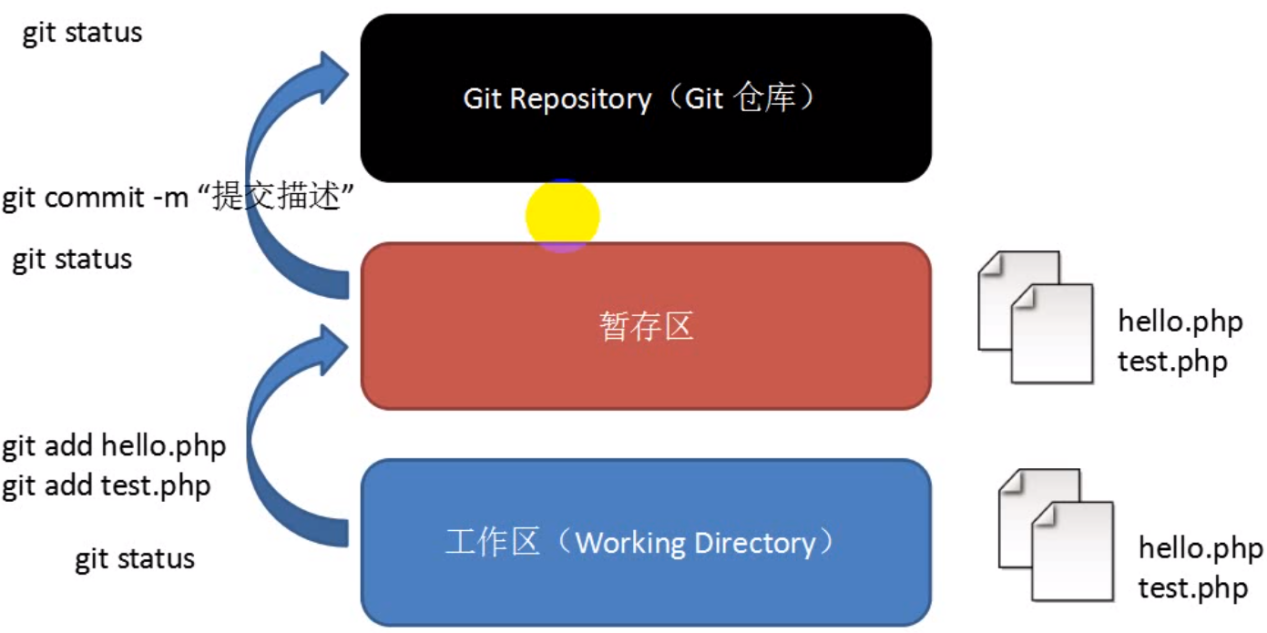 git status
Git Repository（Git 仓库）
git commit -m “提交描述”
git status
暂存区
hello.php
test.php
git add hello.php
git add test.php
git status
工作区（Working Directory）
hello.php
test.php